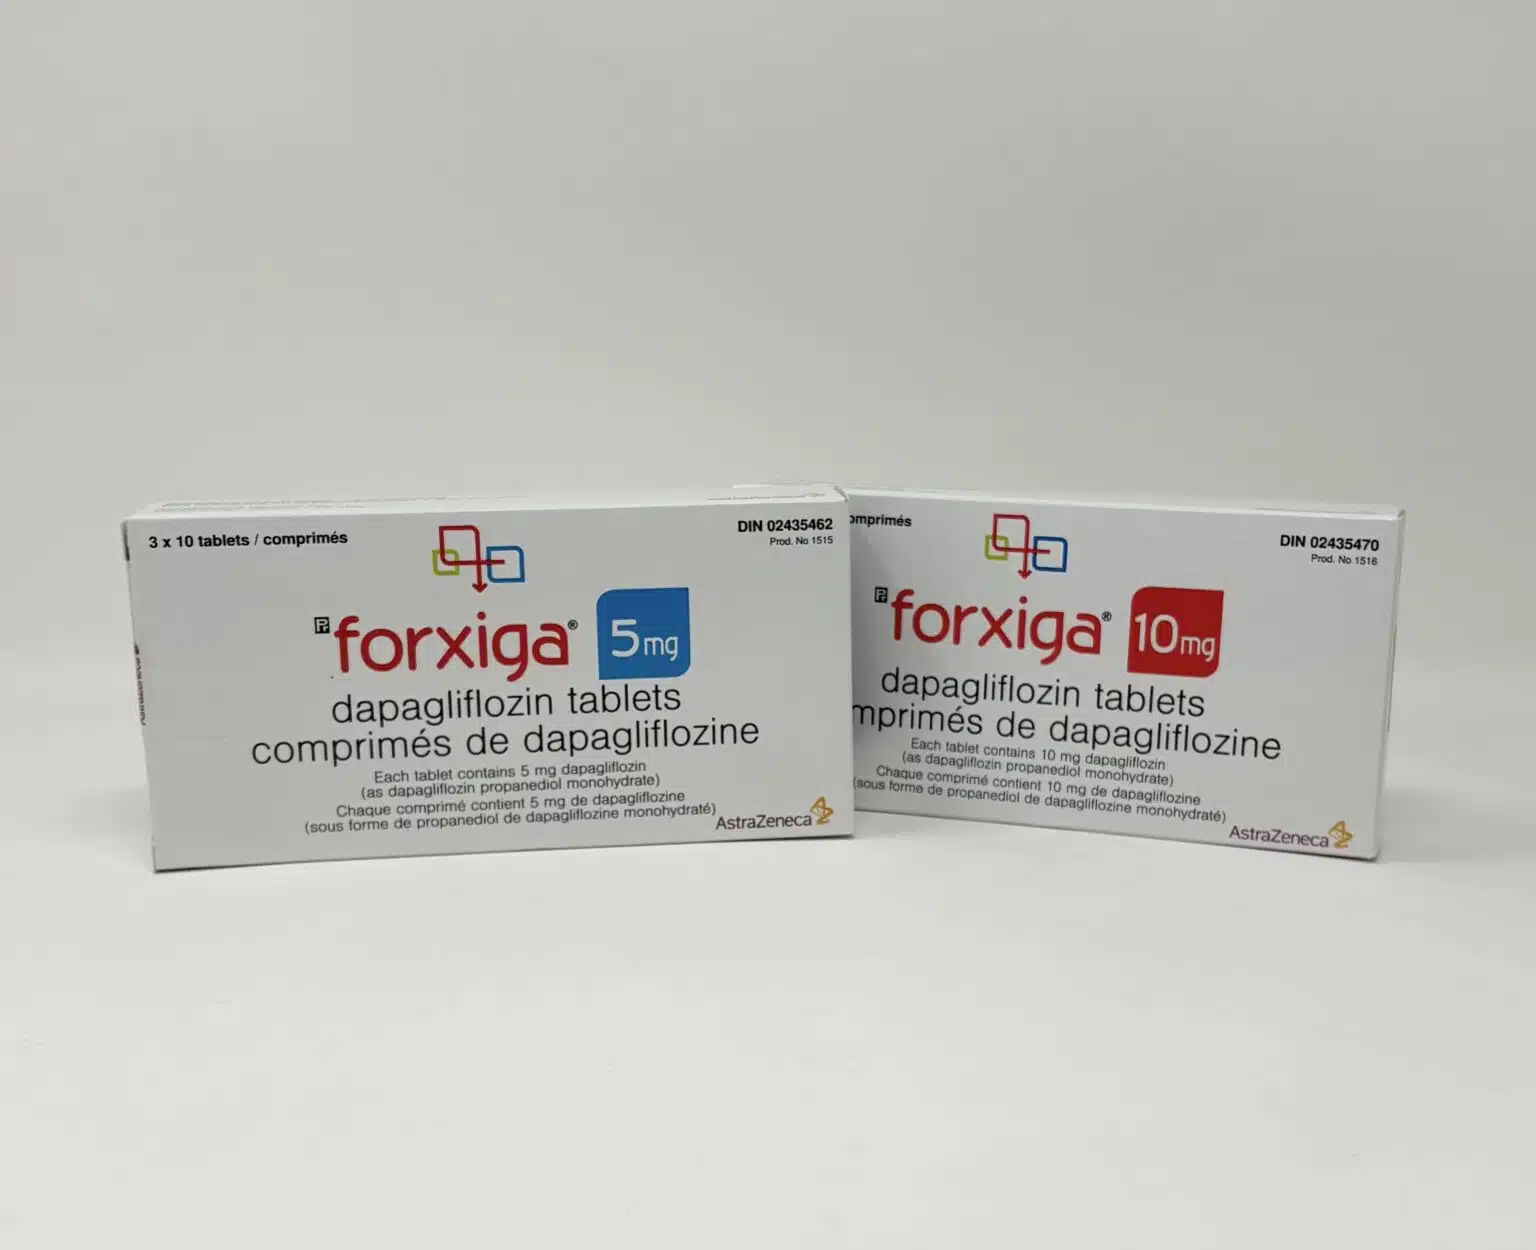 3 x 10 tablets / comprimés
DIN 02435462
Prod. No 1515
Pr forxiga® 5mg
dapagliflozin tablets
comprimés de dapagliflozine
Each tablet contains 5 mg dapagliflozin
(as dapagliflozin propanediol monohydrate)
Chaque comprimé contient 5 mg de dapagliflozine
(sous forme de propanediol de dapagliflozine monohydraté)
AstraZeneca
omprimés
DIN 02435470
Prod. No 1516
Pr forxiga® 10mg
dapagliflozin tablets
mprimés de dapagliflozine
Each tablet contains 10 mg dapagliflozin
(as dapagliflozin propanediol monohydrate)
Chaque comprimé contient 10 mg de dapagliflozine
(sous forme de propanediol de dapagliflozine monohydraté)
AstraZeneca